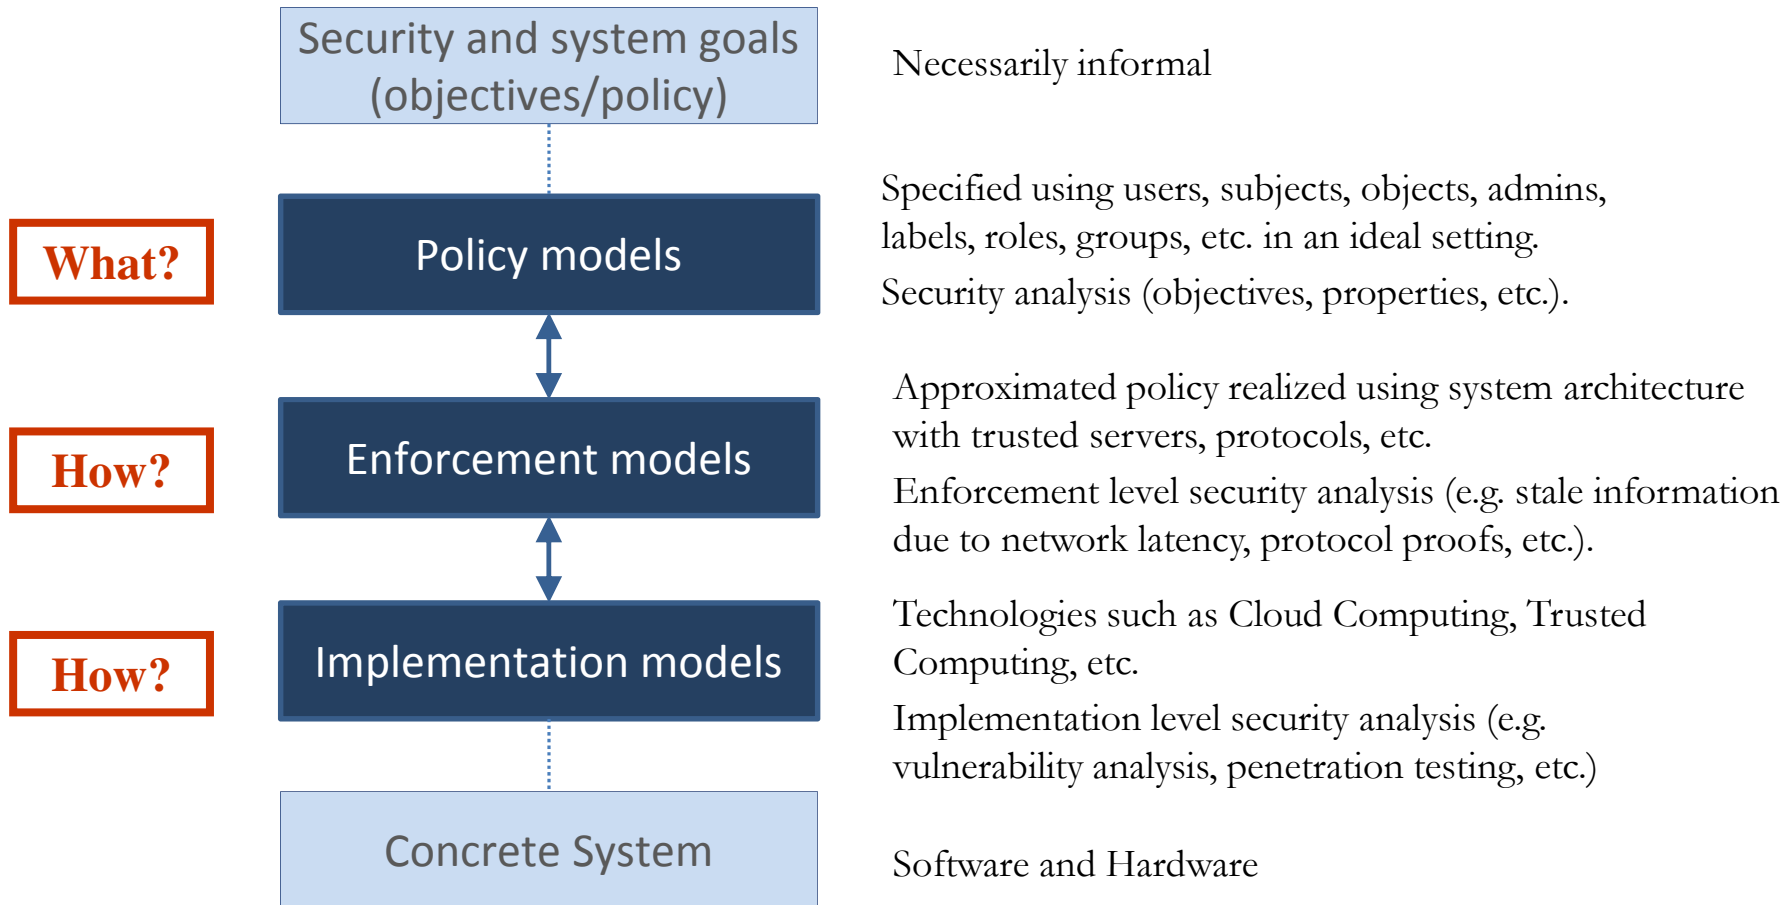 Security and system goals
(objectives/policy)
Necessarily informal
What?
Policy models
Specified using users, subjects, objects, admins,
labels, roles, groups, etc. in an ideal setting.
Security analysis (objectives, properties, etc.).
How?
Enforcement models
Approximated policy realized using system architecture
with trusted servers, protocols, etc.
Enforcement level security analysis (e.g. stale information
due to network latency, protocol proofs, etc.).
How?
Implementation models
Technologies such as Cloud Computing, Trusted
Computing, etc.
Implementation level security analysis (e.g.
vulnerability analysis, penetration testing, etc.)
Concrete System
Software and Hardware